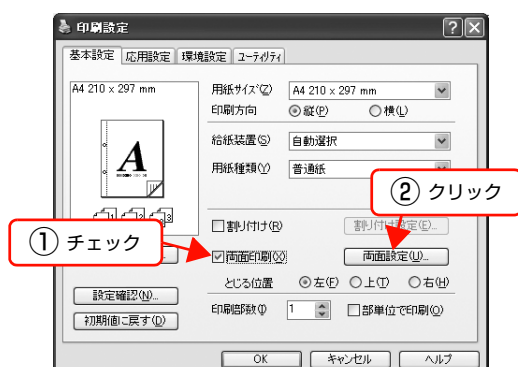 印刷設定
基本設定 応用設定 環境設定 ユーティリティ
A4 210 x 297 mm
用紙サイズ(Z) A4 210 x 297 mm
印刷方向 縦(P) 横(L)
給紙装置(S) 自動選択
用紙種類(Y) 普通紙
② クリック
割り付け(R)
① チェック
両面印刷(X) 両面設定(U)...
とじる位置 左(F) 上(T) 右(H)
設定確認(N)...
印刷部数(I) 1 部単位で印刷(O)
初期値に戻す(D)
OK キャンセル ヘルプ